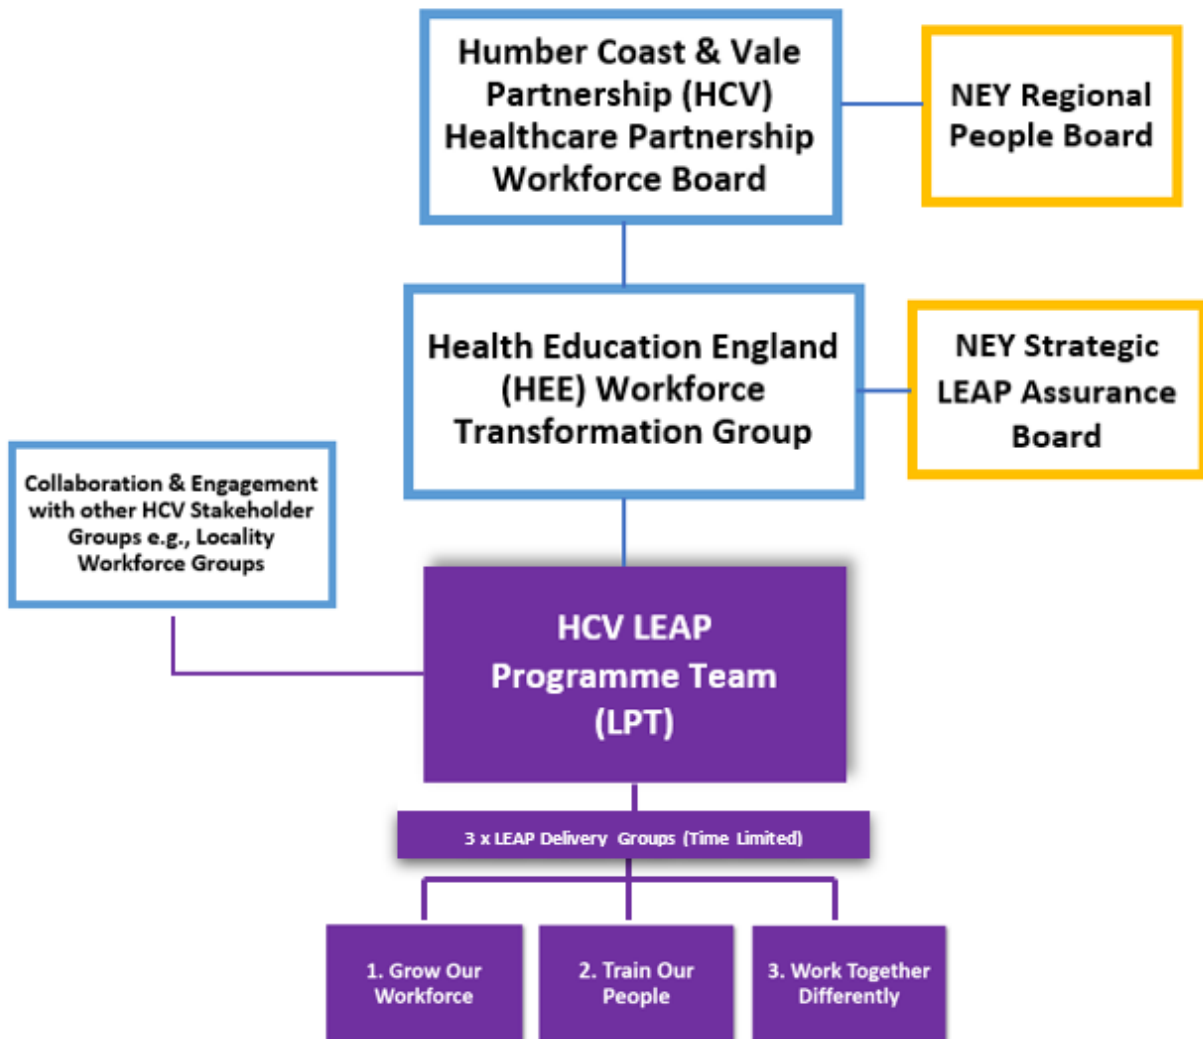 Humber Coast & Vale
Partnership (HCV)
Healthcare Partnership
Workforce Board
NEY Regional
People Board
Health Education England
(HEE) Workforce
Transformation Group
NEY Strategic
LEAP Assurance
Board
Collaboration & Engagement
with other HCV Stakeholder
Groups e.g., Locality
Workforce Groups
HCV LEAP
Programme Team
(LPT)
3 x LEAP Delivery Groups (Time Limited)
1. Grow Our
Workforce
2. Train Our
People
3. Work Together
Differently